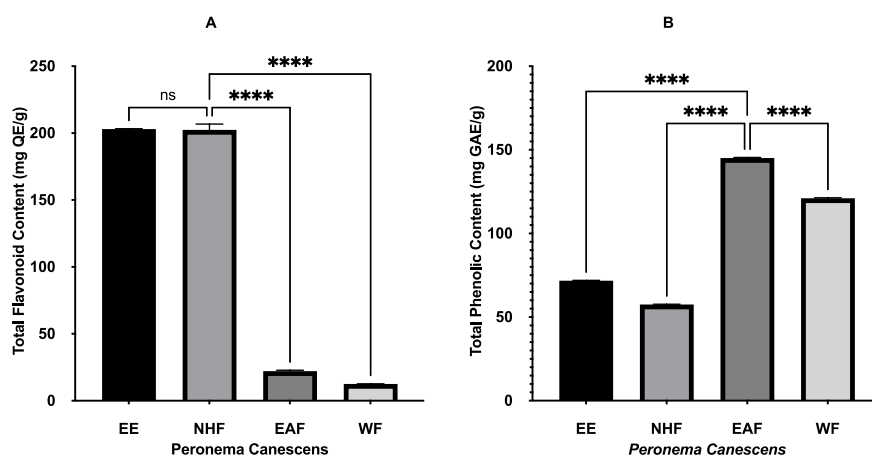 A
Total Flavonoid Content (mg QE/g)
250
200
150
100
50
0
ns
****
****
EE NHF EAF WF
Peronema Canescens
B
Total Phenolic Content (mg GAE/g)
200
150
100
50
0
****
****
****
EE NHF EAF WF
Peronema Canescens